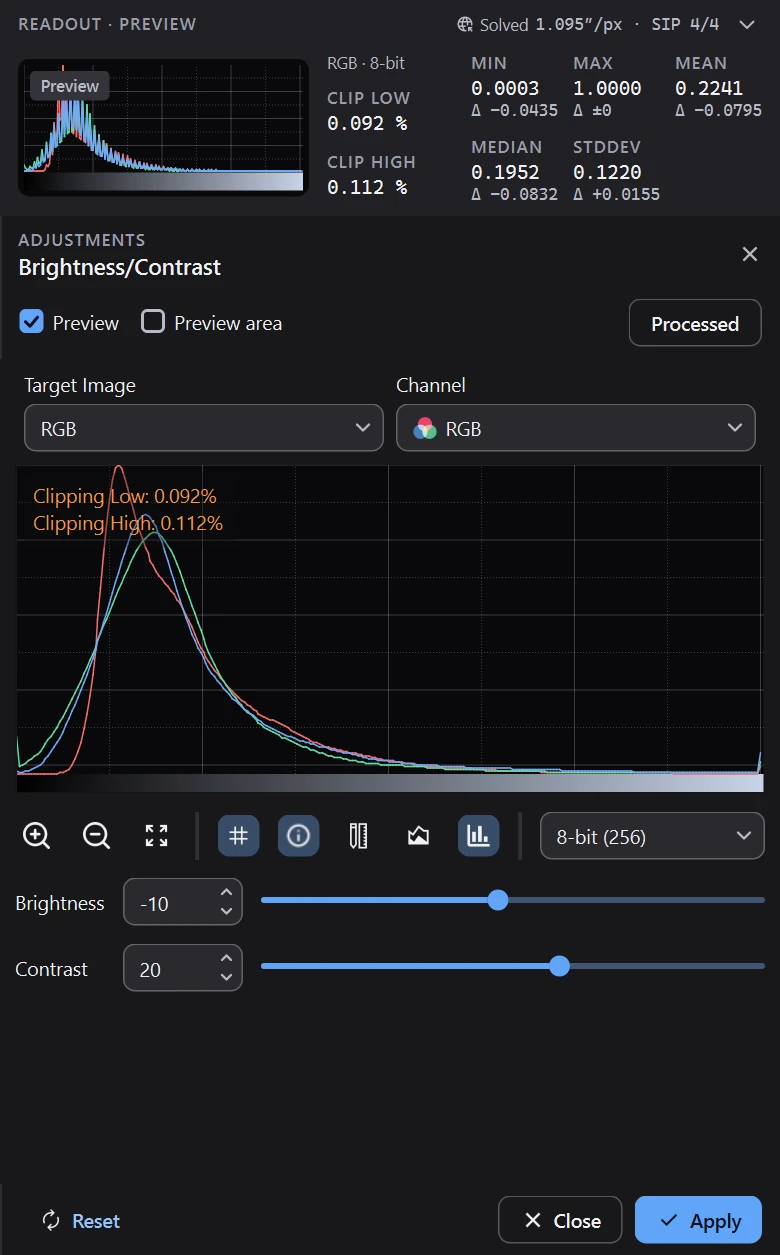 READOUT · PREVIEW
Solved 1.095″/px · SIP 4/4
Preview
RGB · 8-bit
CLIP LOW
0.092 %
CLIP HIGH
0.112 %
MIN
0.0003
Δ −0.0435
MAX
1.0000
Δ ±0
MEAN
0.2241
Δ −0.0795
MEDIAN
0.1952
Δ −0.0832
STDDEV
0.1220
Δ +0.0155
ADJUSTMENTS
Brightness/Contrast
Preview
Preview area
Processed
Target Image
Channel
RGB
RGB
Clipping Low: 0.092%
Clipping High: 0.112%
8-bit (256)
Brightness
-10
Contrast
20
Reset
Close
Apply